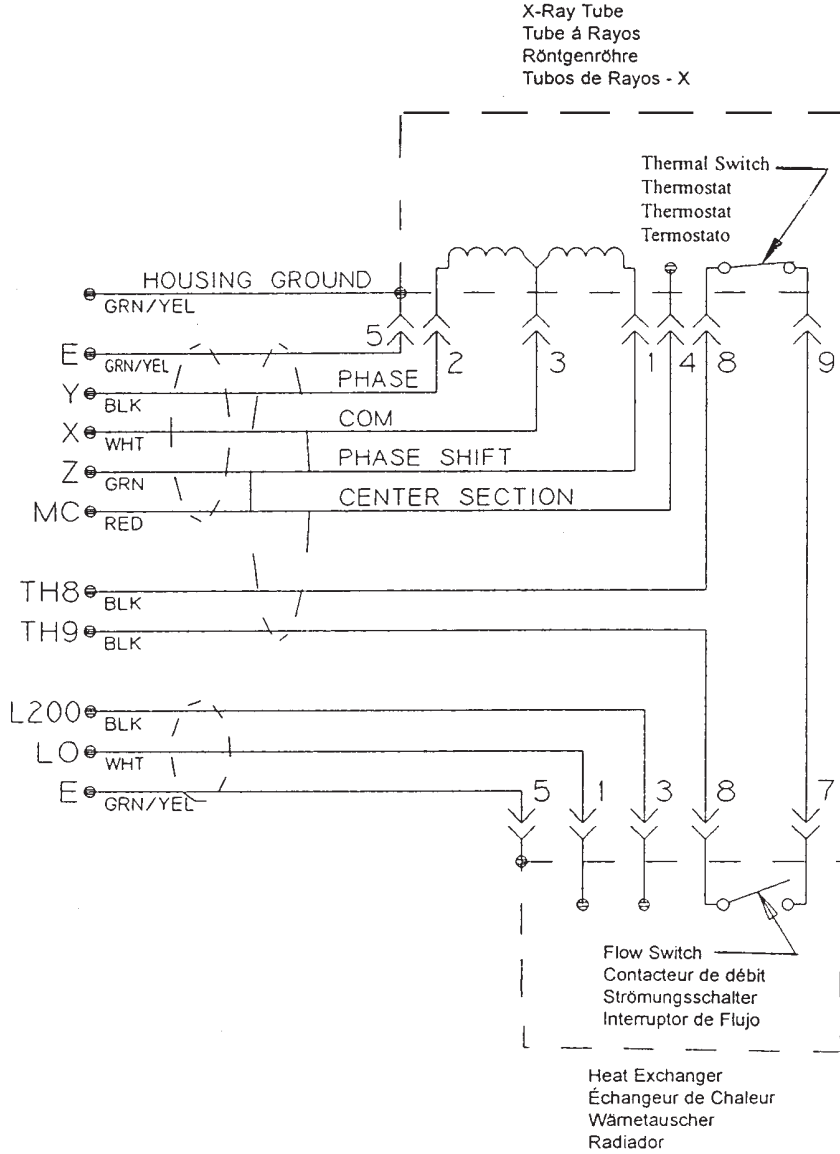 X-Ray Tube
Tube á Rayos
Röntgenröhre
Tubos de Rayos - X
Thermal Switch
Thermostat
Thermostat
Termostato
HOUSING GROUND
GRN/YEL
5
2
3
1
4
8
9
E
GRN/YEL
Y
BLK
PHASE
X
WHT
COM
Z
GRN
PHASE SHIFT
MC
RED
CENTER SECTION
TH8
BLK
TH9
BLK
L200
BLK
LO
WHT
E
GRN/YEL
5
1
3
8
7
Flow Switch
Contacteur de débit
Strömungsschalter
Interruptor de Flujo
Heat Exchanger
Échangeur de Chaleur
Wämetauscher
Radiador